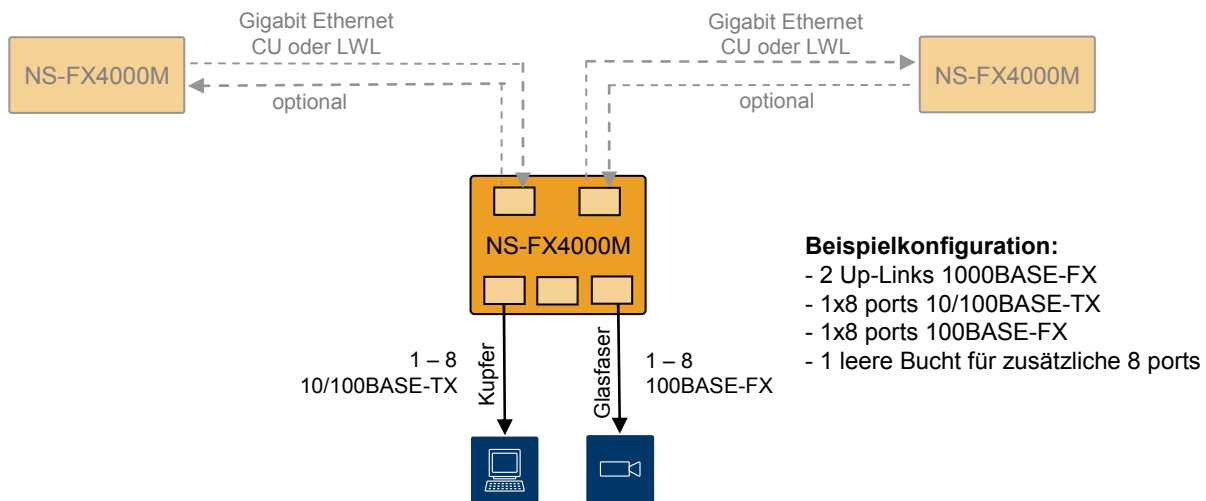 Gigabit Ethernet
CU oder LWL
optional
NS-FX4000M
Gigabit Ethernet
CU oder LWL
optional
NS-FX4000M
NS-FX4000M
Beispielkonfiguration:
- 2 Up-Links 1000BASE-FX
- 1x8 ports 10/100BASE-TX
- 1x8 ports 100BASE-FX
- 1 leere Bucht für zusätzliche 8 ports
1 – 8
10/100BASE-TX
Kupfer
Glasfaser
1 – 8
100BASE-FX